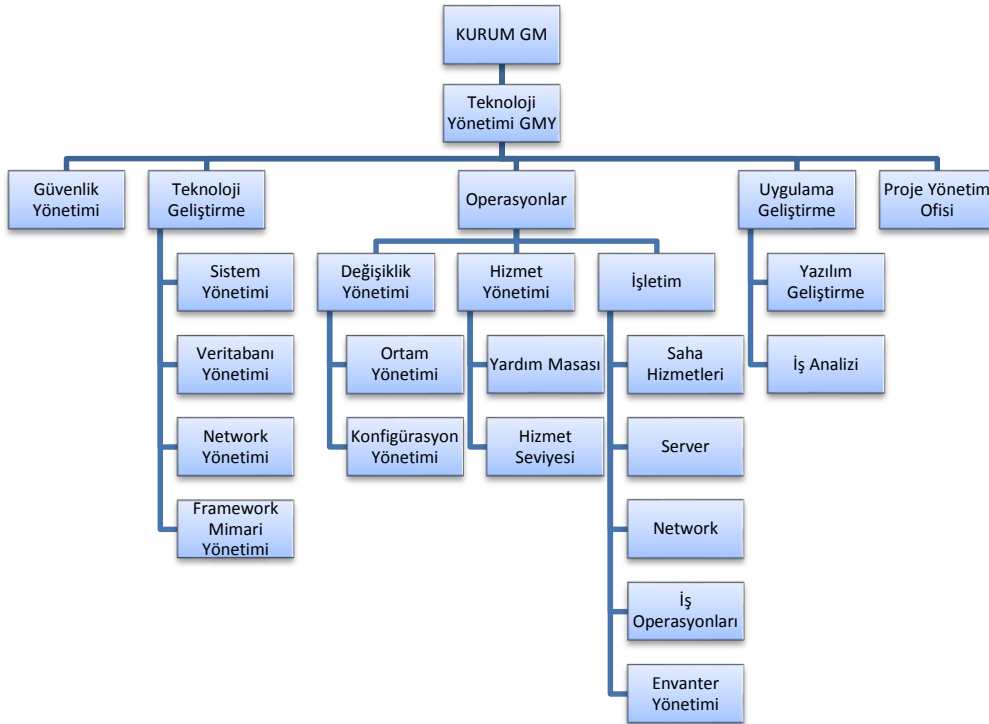 KURUM GM
Teknoloji
Yönetimi GMY
Güvenlik
Yönetimi
Teknoloji
Geliştirme
Operasyonlar
Uygulama
Geliştirme
Proje Yönetim
Ofisi
Sistem
Yönetimi
Veritabanı
Yönetimi
Network
Yönetimi
Framework
Mimari
Yönetimi
Değişiklik
Yönetimi
Ortam
Yönetimi
Konfigürasyon
Yönetimi
Hizmet
Yönetimi
Yardım Masası
Hizmet
Seviyesi
İşletim
Saha
Hizmetleri
Server
Network
İş
Operasyonları
Envanter
Yönetimi
Yazılım
Geliştirme
İş Analizi